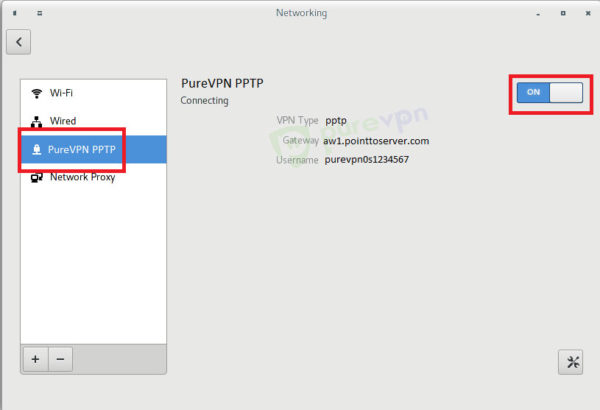 Networking
Wi-Fi
Wired
PureVPN PPTP
Network Proxy
PureVPN PPTP
Connecting
ON
purevpn
VPN Type pptp
Gateway aw1.pointtoserver.com
Username purevpn0s1234567